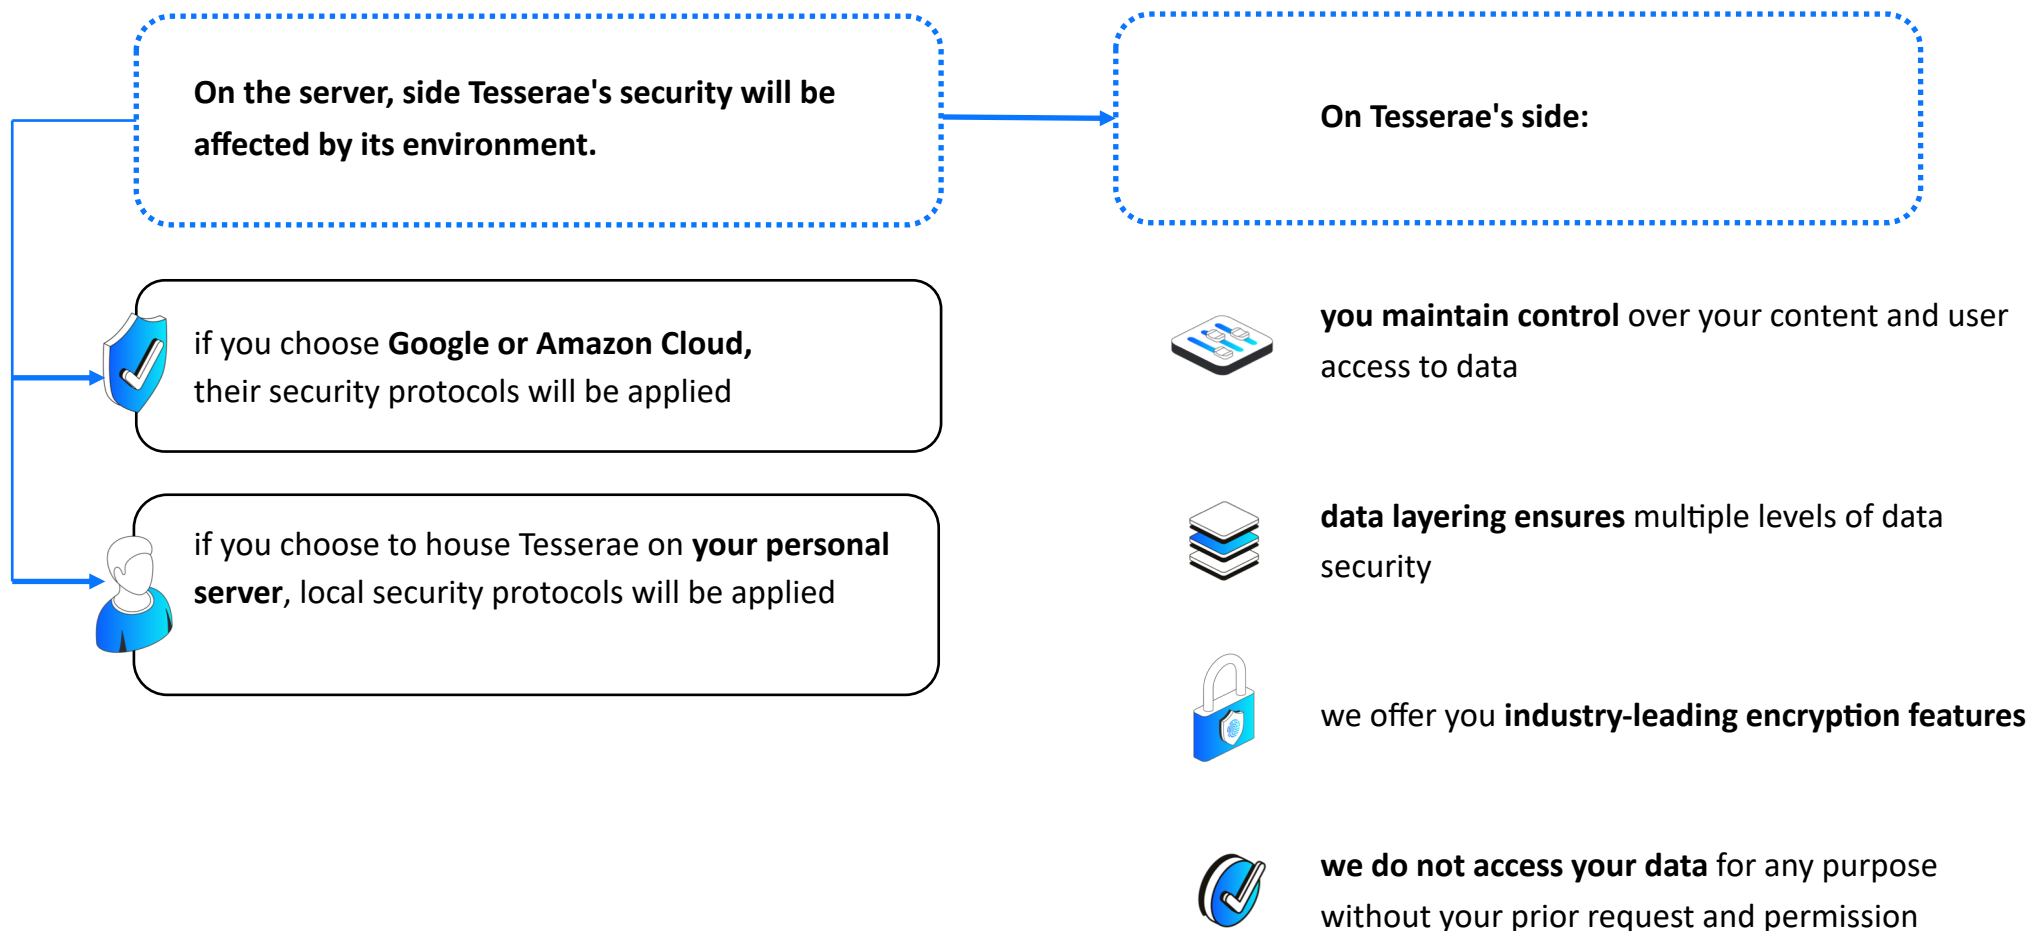 On the server, side Tesserae's security will be
affected by its environment.
if you choose Google or Amazon Cloud,
their security protocols will be applied
if you choose to house Tesserae on your personal
server, local security protocols will be applied
On Tesserae's side:
you maintain control over your content and user
access to data
data layering ensures multiple levels of data
security
we offer you industry-leading encryption features
we do not access your data for any purpose
without your prior request and permission